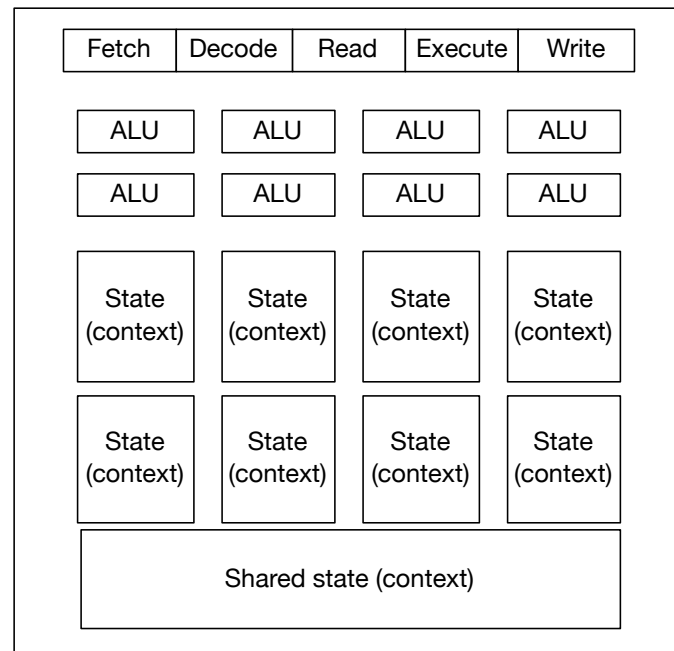 Fetch Decode Read Execute Write
ALU ALU ALU ALU
ALU ALU ALU ALU
State State State State
(context) (context) (context) (context)
State State State State
(context) (context) (context) (context)
Shared state (context)